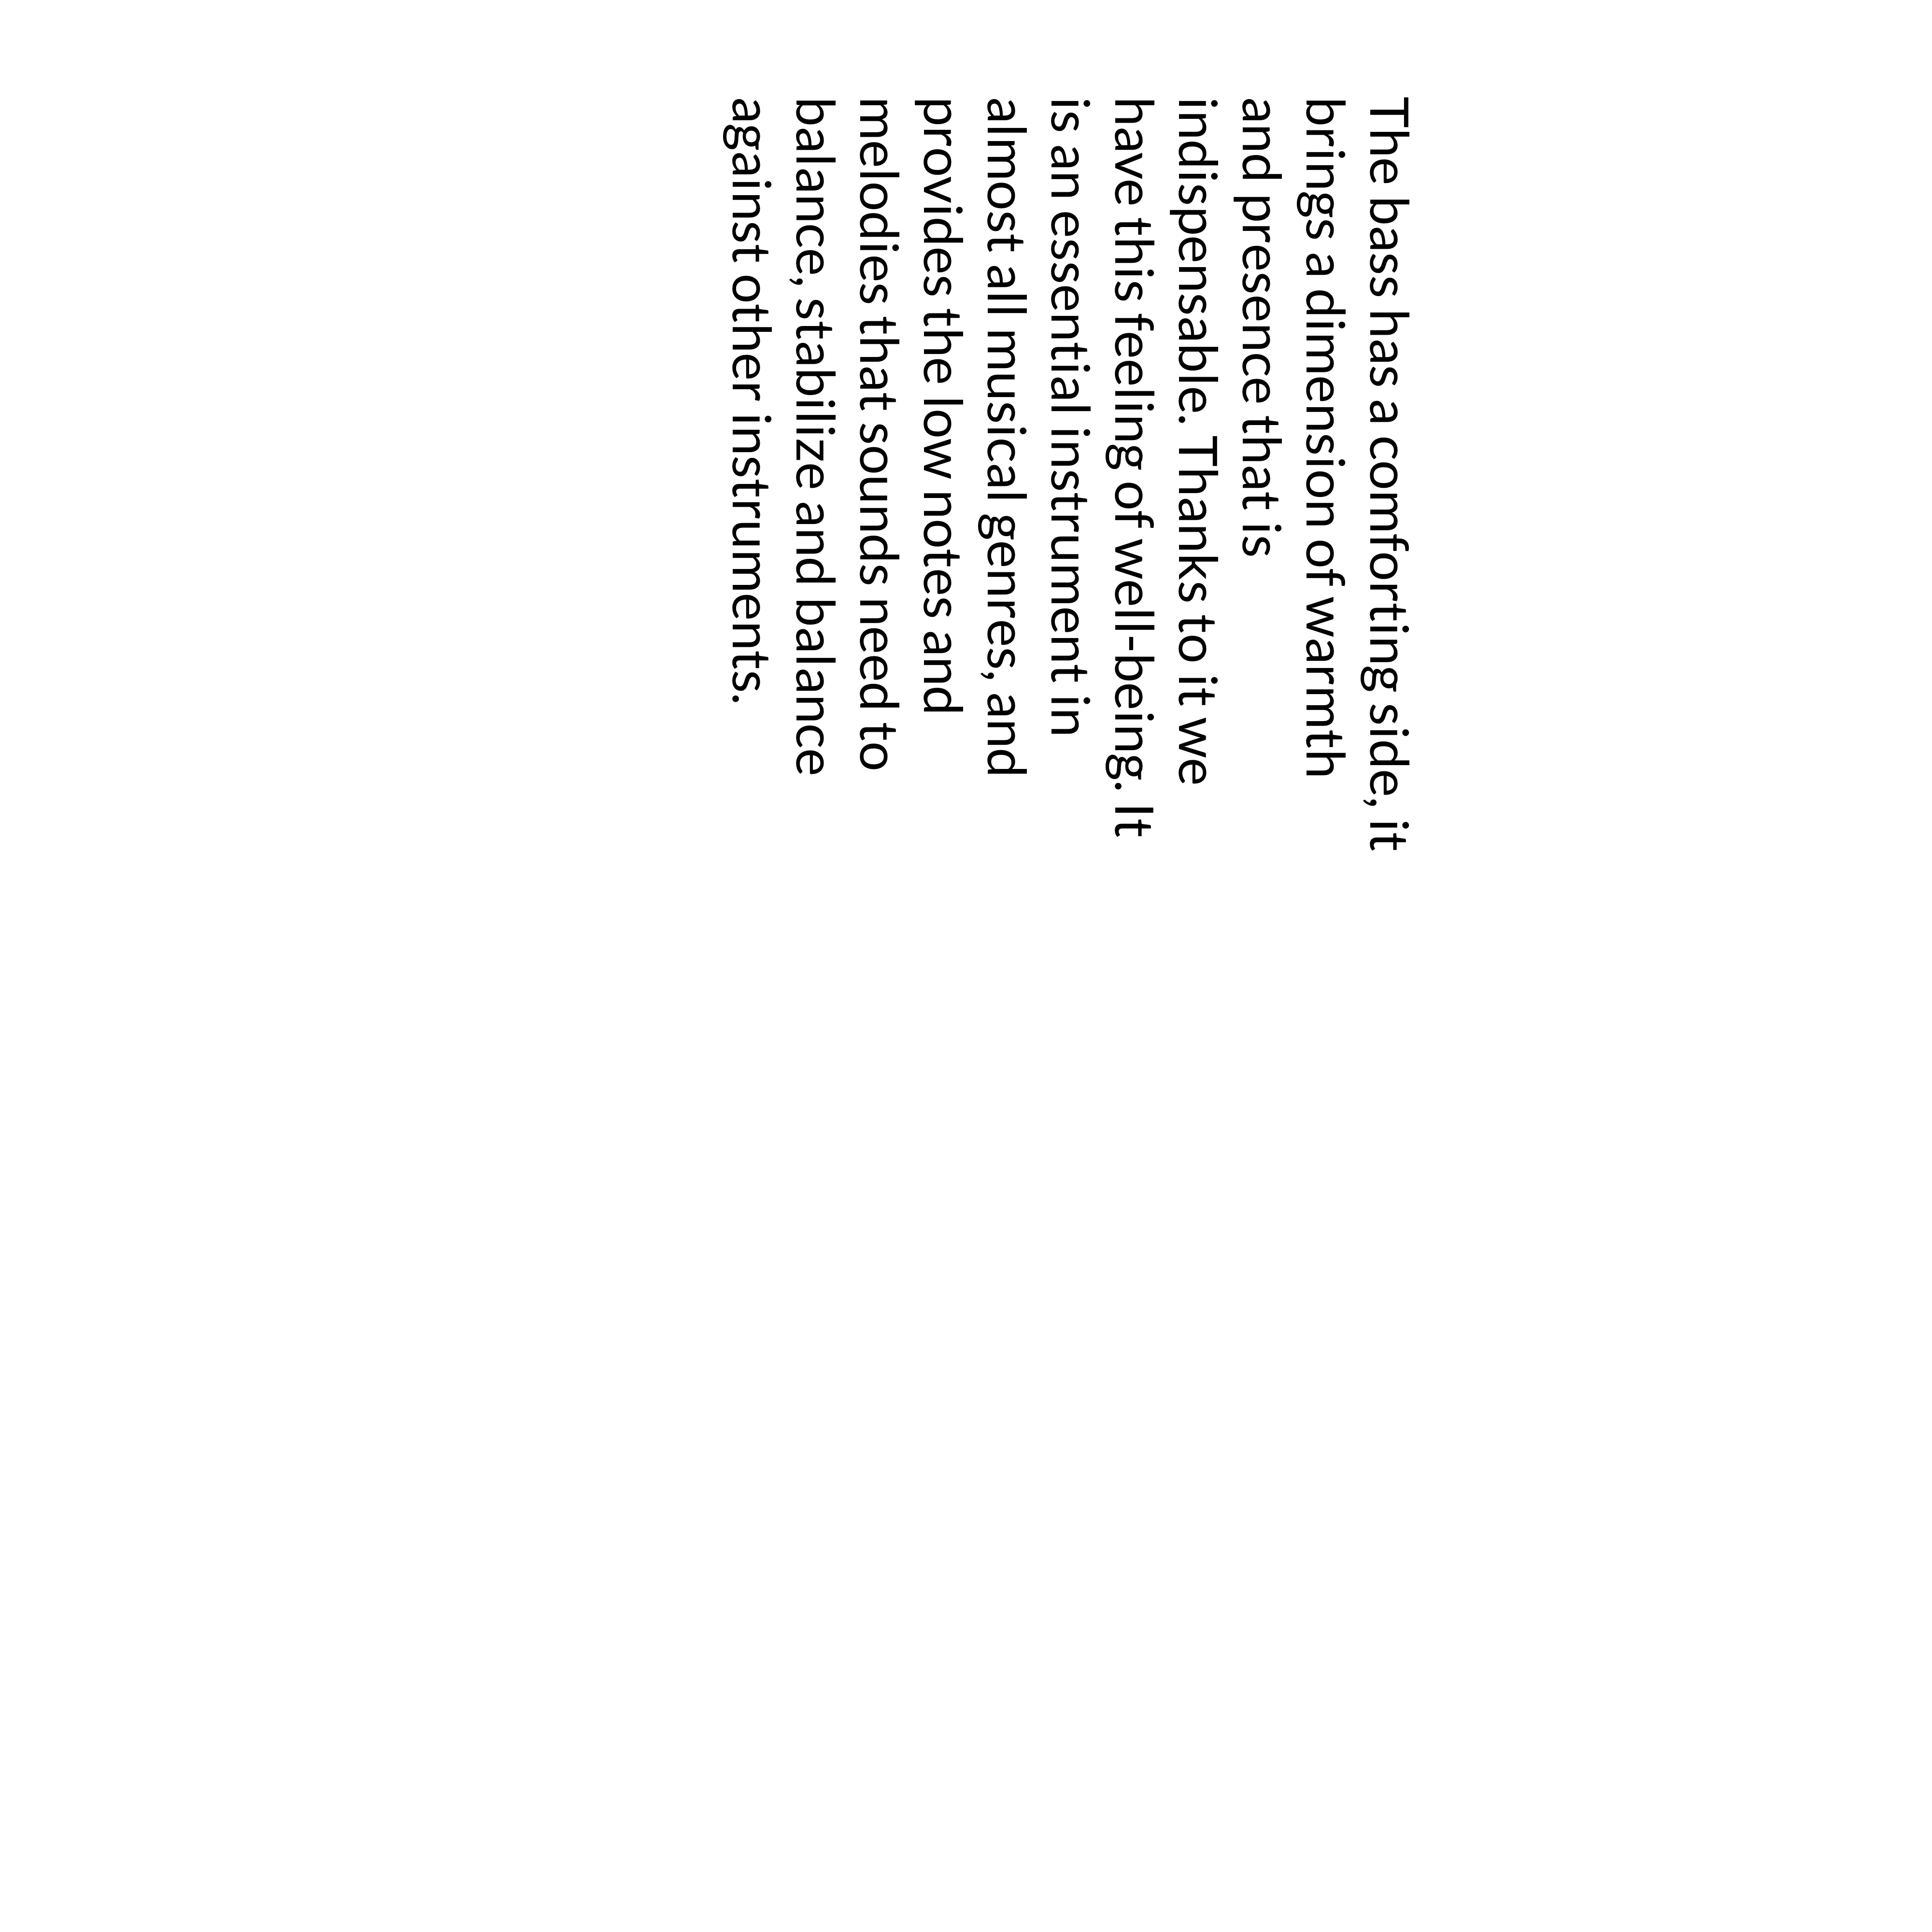 The bass has a comforting side, it
brings a dimension of warmth
and presence that is
indispensable. Thanks to it we
have this feeling of well-being. It
is an essential instrument in
almost all musical genres, and
provides the low notes and
melodies that sounds need to
balance, stabilize and balance
against other instruments.